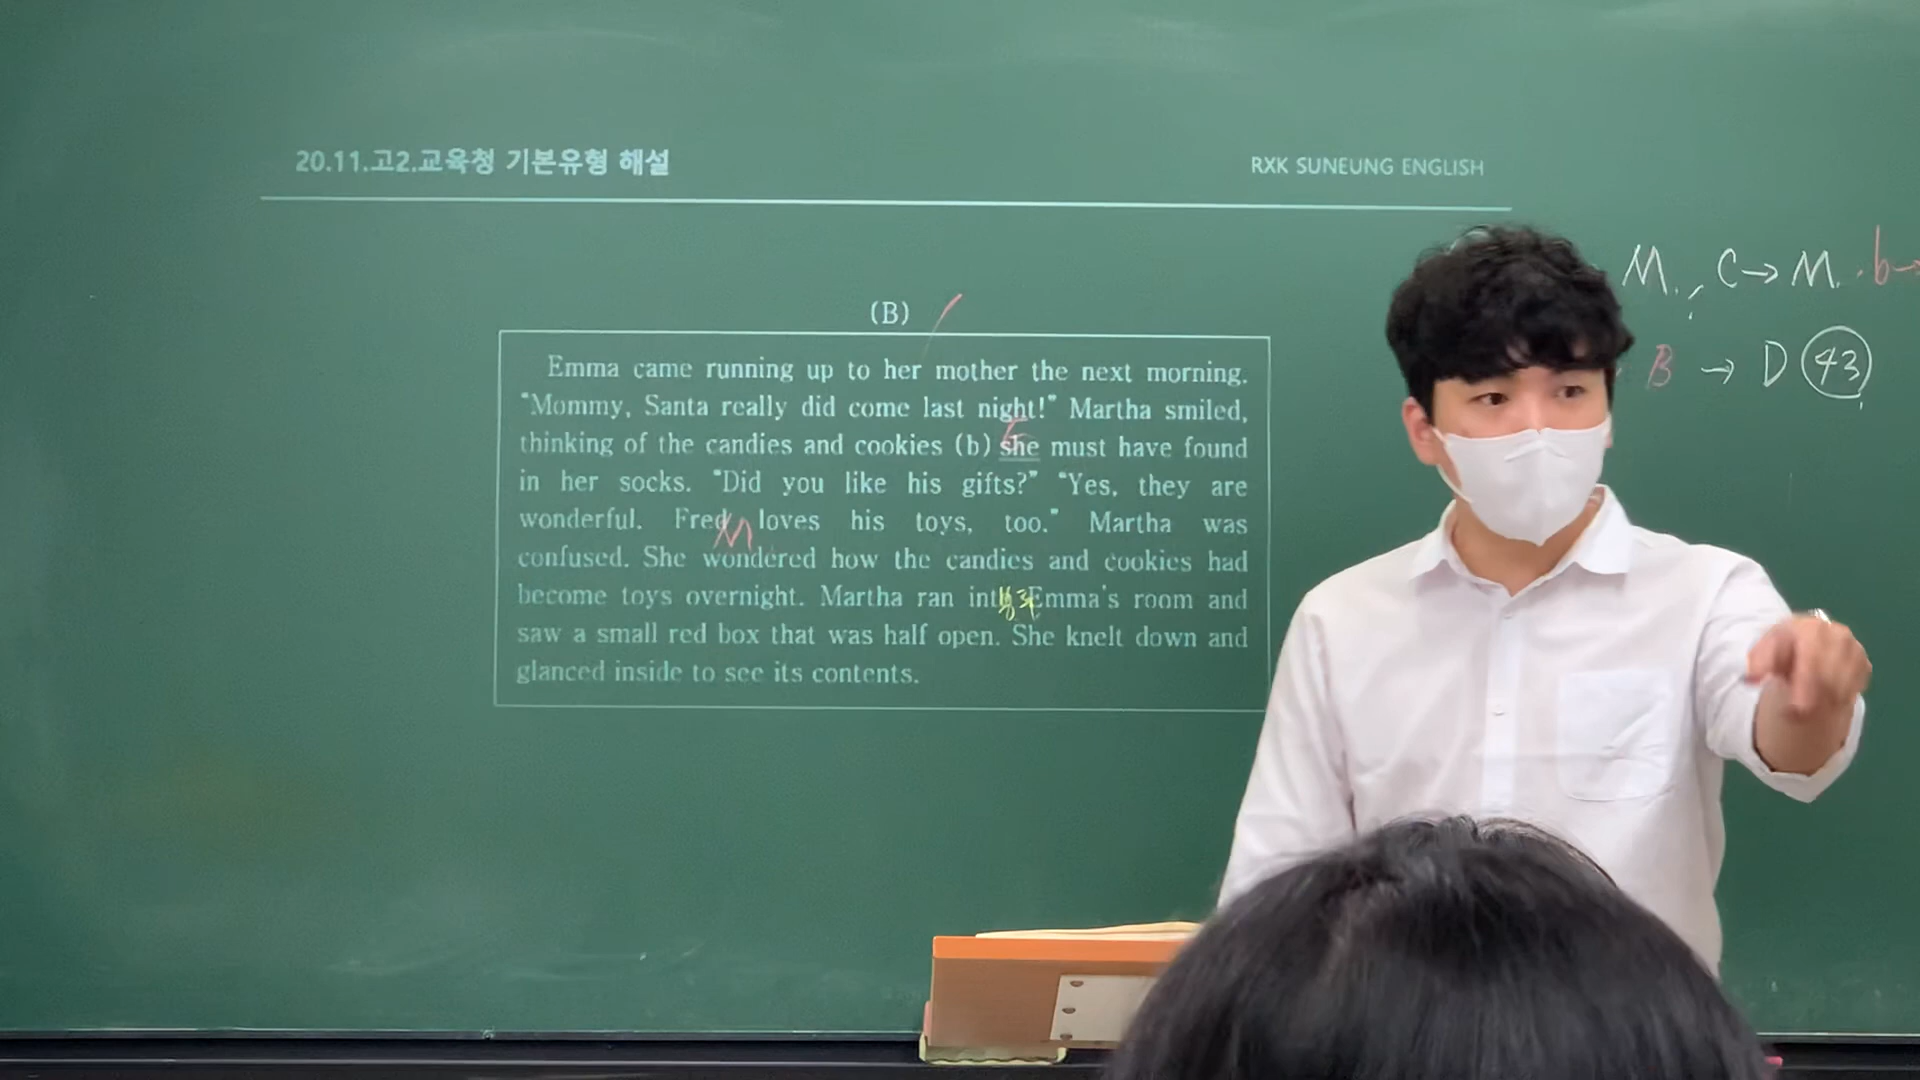 20.11.고2.교육청 기본유형 해설
RXK SUNEUNG ENGLISH
M. , C→M. b→
B → D 43
(B)
Emma came running up to her mother the next morning.
"Mommy, Santa really did come last night!" Martha smiled,
thinking of the candies and cookies (b) she must have found
in her socks. "Did you like his gifts?" "Yes, they are
wonderful. Fred loves his toys, too." Martha was
M
confused. She wondered how the candies and cookies had
become toys overnight. Martha ran into Emma's room and
saw a small red box that was half open. She knelt down and
glanced inside to see its contents.